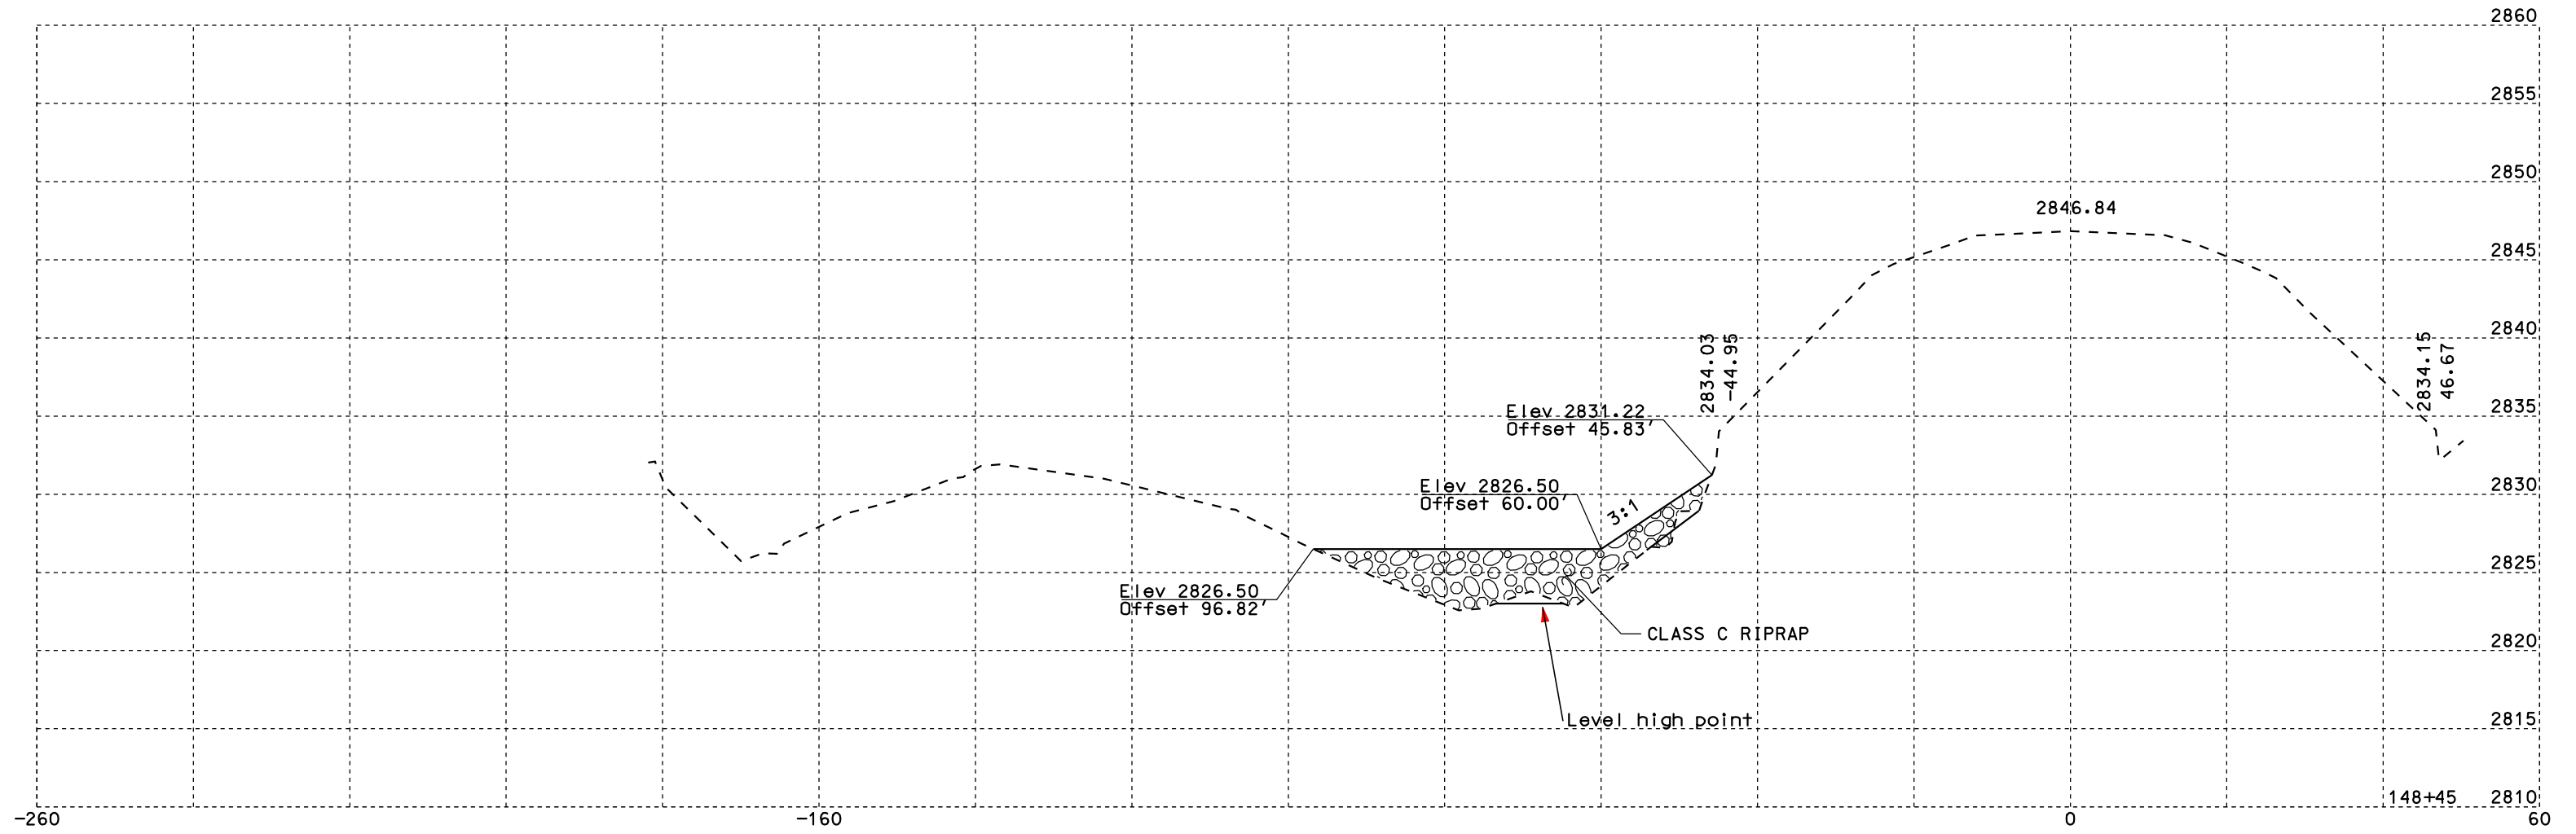 2860
2855
2850
2846.84
2845
2840
2834.03
-44.95
2834.15
46.67
2835
Elev 2831.22
Offset 45.83'
Elev 2826.50
Offset 60.00'
2830
3:1
2825
Elev 2826.50
Offset 96.82'
CLASS C RIPRAP
2820
Level high point
2815
148+45
2810
-260
-160
0
60